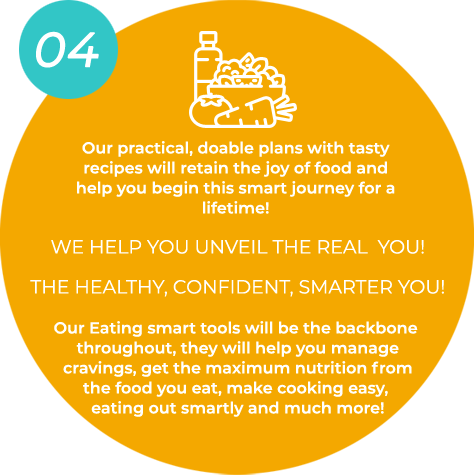 04
Our practical, doable plans with tasty
recipes will retain the joy of food and
help you begin this smart journey for a
lifetime!
WE HELP YOU UNVEIL THE REAL  YOU!
THE HEALTHY, CONFIDENT, SMARTER YOU!
Our Eating smart tools will be the backbone
throughout, they will help you manage
cravings, get the maximum nutrition from
the food you eat, make cooking easy,
eating out smartly and much more!